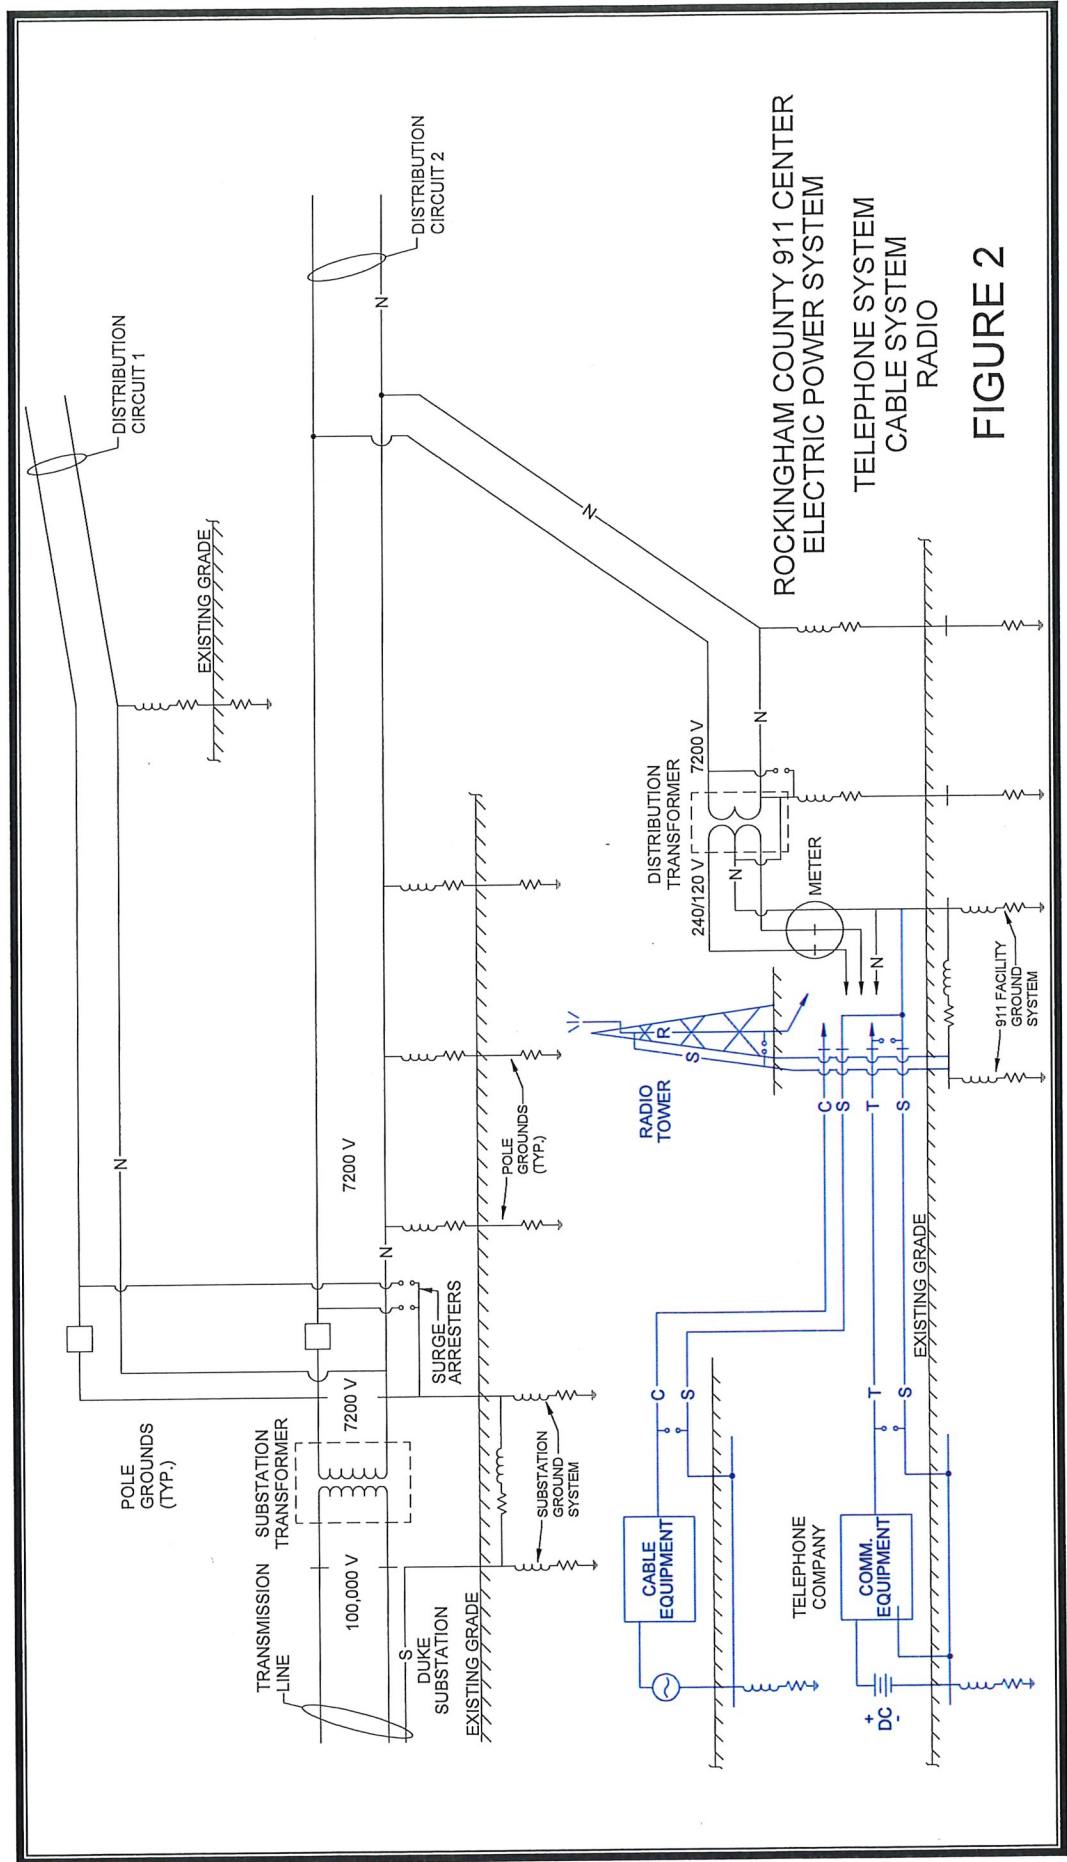 DISTRIBUTION
CIRCUIT 1
DISTRIBUTION
CIRCUIT 2
N
EXISTING GRADE
N
N
7200 V
N
POLE
GROUNDS
(TYP.)
SUBSTATION
TRANSFORMER
7200 V
SURGE
ARRESTERS
POLE
GROUNDS
(TYP.)
TRANSMISSION
LINE
100,000 V
S
DUKE
SUBSTATION
EXISTING GRADE
SUBSTATION
GROUND
SYSTEM
N
DISTRIBUTION
TRANSFORMER
7200 V
N
240/120 V
N
METER
N
RADIO
TOWER
R
S
C
S
T
S
911 FACILITY
GROUND
SYSTEM
EXISTING GRADE
C
S
CABLE
EQUIPMENT
T
S
TELEPHONE
COMPANY
COMM.
EQUIPMENT
+
DC
-
ROCKINGHAM COUNTY 911 CENTER
ELECTRIC POWER SYSTEM
TELEPHONE SYSTEM
CABLE SYSTEM
RADIO
FIGURE 2